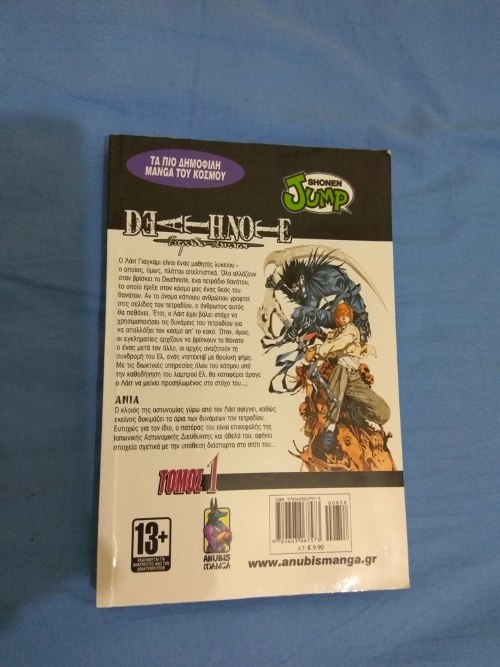 ΤΑ ΠΙΟ ΔΗΜΟΦΙΛΗ
MANGA ΤΟΥ ΚΟΣΜΟΥ
SHONEN
JUMP
DEATHNOTE
Ο Λάιτ Γιαγκάμι είναι ένας μαθητής λυκείου -
ο οποίος, όμως, πλήττει απελπιστικά. Όλα αλλάζουν
όταν βρίσκει το Deathnote, ένα τετράδιο θανάτου,
το οποίο έριξε στον κόσμο μας ένας θεός του
θανάτου. Αν το όνομα κάποιου ανθρώπου γραφτεί
στις σελίδες του τετραδίου, ο άνθρωπος αυτός
θα πεθάνει. Έτσι, ο Λάιτ έχει βάλει στόχο να
χρησιμοποιήσει τις δυνάμεις του τετραδίου για
να απαλλάξει τον κόσμο απ' το κακό. Όταν, όμως,
οι εγκληματίες αρχίζουν να βρίσκουν το θάνατο
ο ένας μετά τον άλλο, οι αρχές αναζητούν τη
συνδρομή του Ελ, ενός ντετέκτιβ με θρυλική φήμη.
Με τις διωκτικές υπηρεσίες όλου του κόσμου υπό
την καθοδήγηση του λαμπρού Ελ, θα καταφέρει άραγε
ο Λάιτ να μείνει προσηλωμένος στο στόχο του...;
ΑΝΙΑ
Ο κλοιός της αστυνομίας γύρω από τον Λάιτ σφίγγει, καθώς
εκείνος δοκιμάζει τα όρια των δυνάμεων του τετραδίου.
Ευτυχώς για τον ίδιο, ο πατέρας του είναι επικεφαλής της
Ιαπωνικής Αστυνομικής Διεύθυνσης και άθελά του, αφήνει
στοιχεία σχετικά με την υπόθεση διάσπαρτα στο σπίτι του...
ΤΟΜΟΣ 1
13+
ANUBIS
MANGA
Λ.Τ. € 9,90
www.anubismanga.gr